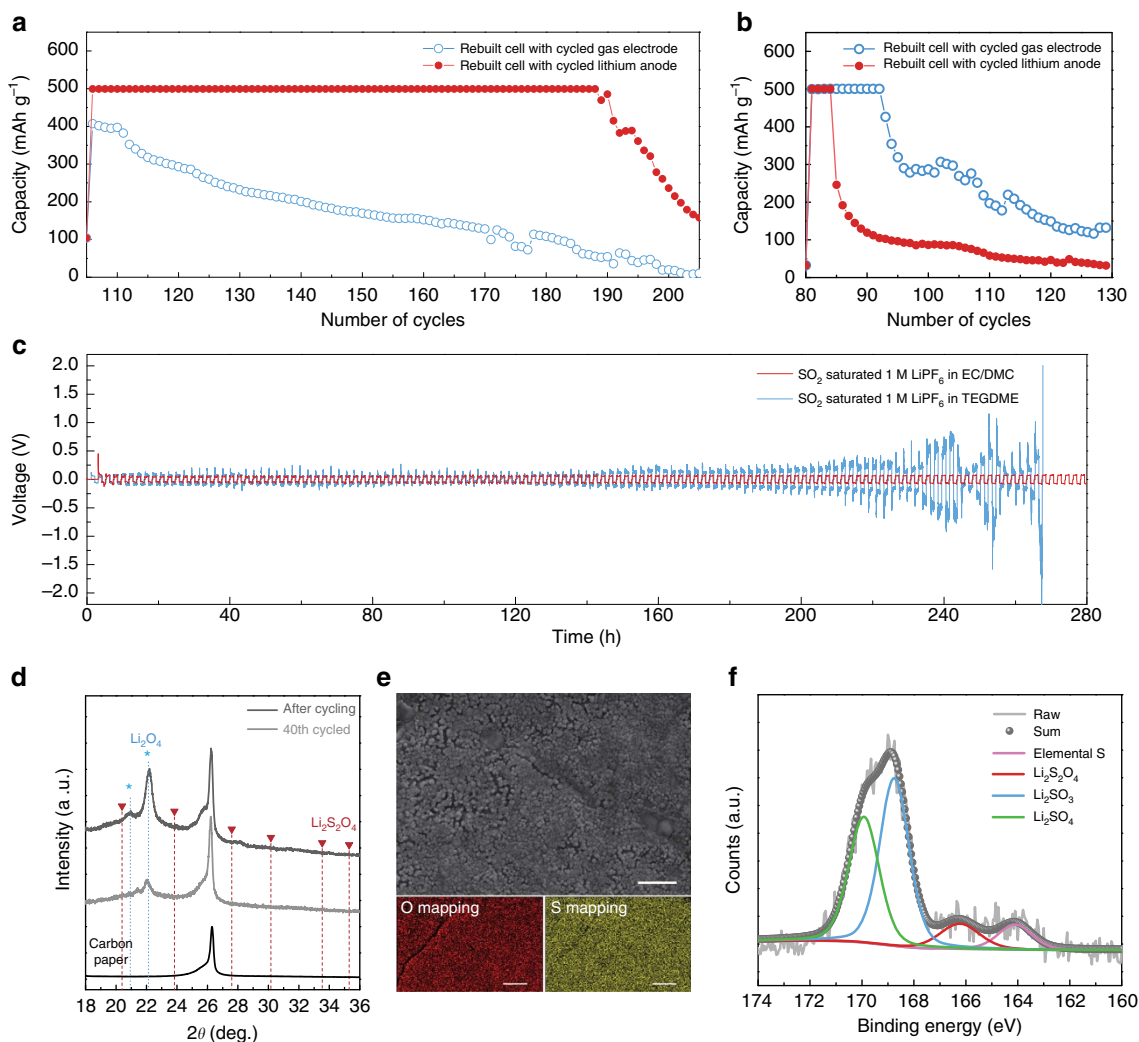 a
Rebuilt cell with cycled gas electrode
Rebuilt cell with cycled lithium anode
Capacity (mAh g⁻¹)
600
500
400
300
200
100
0
110 120 130 140 150 160 170 180 190 200
Number of cycles
b
Rebuilt cell with cycled gas electrode
Rebuilt cell with cycled lithium anode
Capacity (mAh g⁻¹)
600
500
400
300
200
100
0
80 90 100 110 120 130
Number of cycles
c
SO₂ saturated 1 M LiPF₆ in EC/DMC
SO₂ saturated 1 M LiPF₆ in TEGDME
Voltage (V)
2.0
1.5
1.0
0.5
0.0
−0.5
−1.0
−1.5
−2.0
0 40 80 120 160 200 240 280
Time (h)
d
After cycling
40th cycled
Li₂O₄
*
*
Li₂S₂O₄
Carbon
paper
Intensity (a .u.)
18 20 22 24 26 28 30 32 34 36
2θ (deg.)
e
O mapping
S mapping
f
Raw
Sum
Elemental S
Li₂S₂O₄
Li₂SO₃
Li₂SO₄
Counts (a.u.)
174 172 170 168 166 164 162 160
Binding energy (eV)